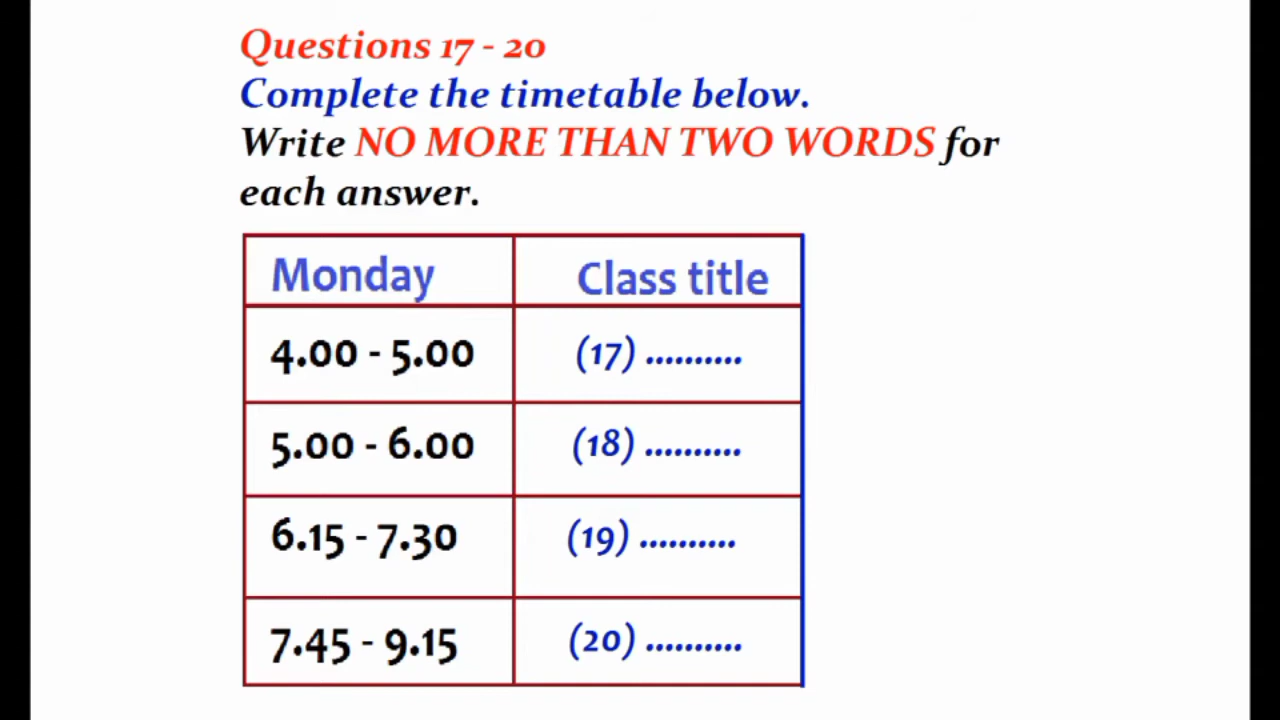 Questions 17 - 20
Complete the timetable below.
Write NO MORE THAN TWO WORDS for
each answer.
Monday Class title
4.00 - 5.00 (17) ..........
5.00 - 6.00 (18) ..........
6.15 - 7.30 (19) ..........
7.45 - 9.15 (20) ..........